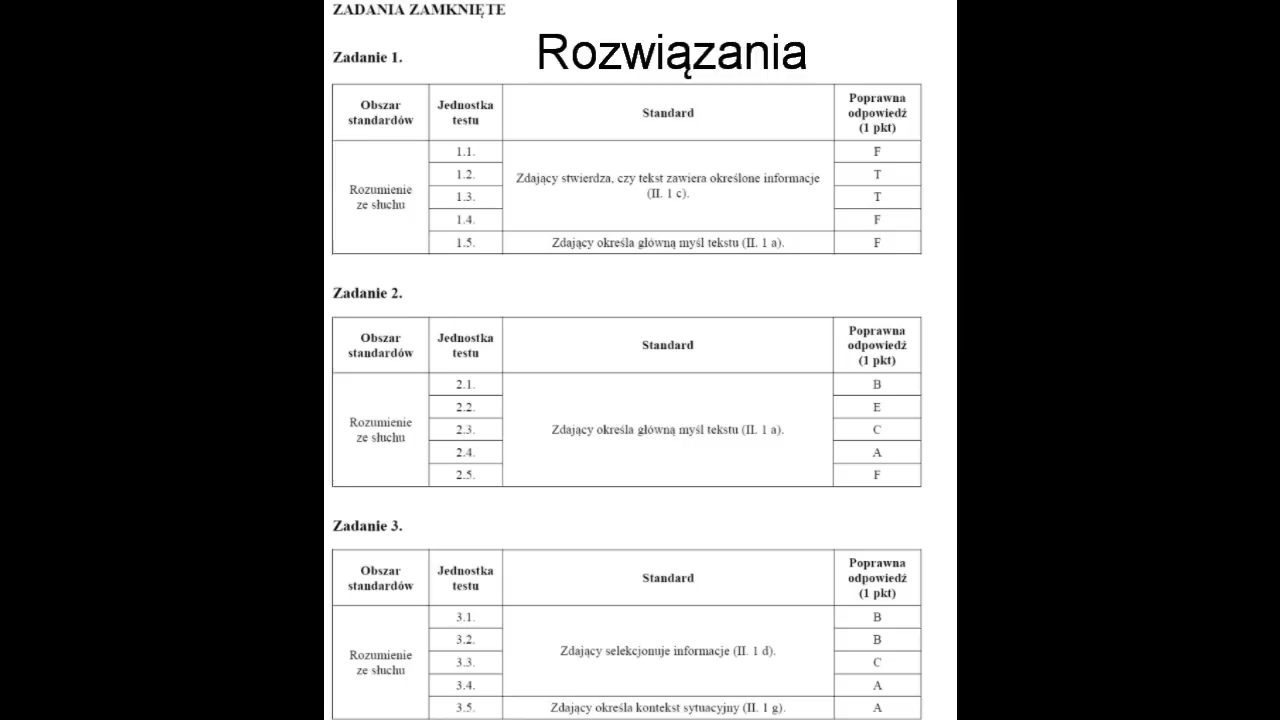 ZADANIA ZAMKNIĘTE
Rozwiązania
Zadanie 1.
Obszar standardów | Jednostka testu | Standard | Poprawna odpowiedź (1 pkt)
Rozumienie ze słuchu | 1.1. | Zdający stwierdza, czy tekst zawiera określone informacje (II. 1 c). | F
1.2. | T
1.3. | T
1.4. | F
1.5. | Zdający określa główną myśl tekstu (II. 1 a). | F
Zadanie 2.
Obszar standardów | Jednostka testu | Standard | Poprawna odpowiedź (1 pkt)
Rozumienie ze słuchu | 2.1. | Zdający określa główną myśl tekstu (II. 1 a). | B
2.2. | E
2.3. | C
2.4. | A
2.5. | F
Zadanie 3.
Obszar standardów | Jednostka testu | Standard | Poprawna odpowiedź (1 pkt)
Rozumienie ze słuchu | 3.1. | Zdający selekcjonuje informacje (II. 1 d). | B
3.2. | B
3.3. | C
3.4. | A
3.5. | Zdający określa kontekst sytuacyjny (II. 1 g). | A